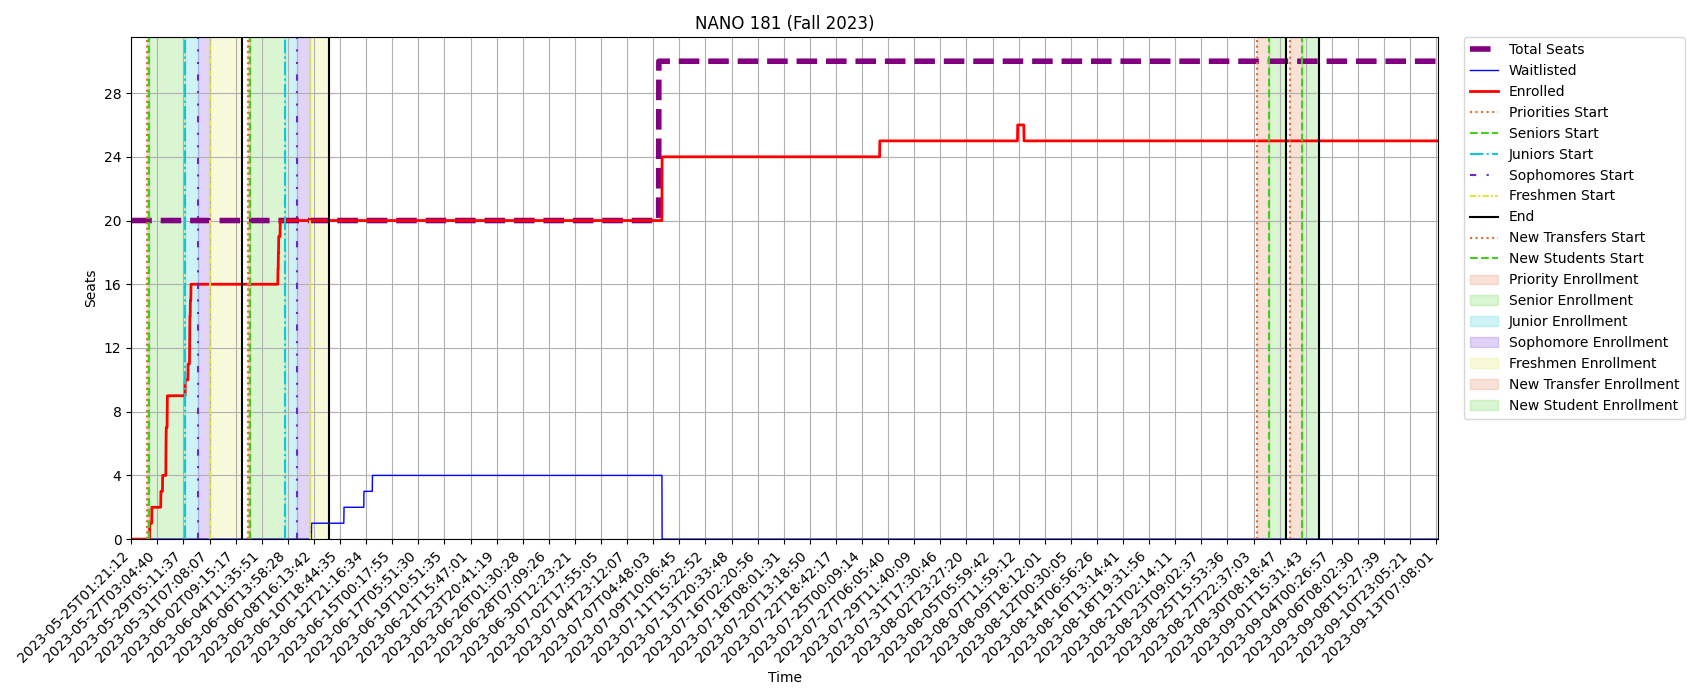 NANO 181 (Fall 2023)
Seats
28
24
20
16
12
8
4
0
2023-05-25T01:21:12
2023-05-27T03:04:40
2023-05-29T05:11:37
2023-05-31T07:08:07
2023-06-02T09:15:17
2023-06-04T11:35:51
2023-06-06T13:58:28
2023-06-08T16:13:42
2023-06-10T18:44:35
2023-06-12T21:16:34
2023-06-15T00:17:55
2023-06-17T05:51:30
2023-06-19T10:51:35
2023-06-21T15:47:01
2023-06-23T20:41:19
2023-06-26T01:30:28
2023-06-28T07:09:26
2023-06-30T12:23:21
2023-07-02T17:55:05
2023-07-04T23:12:07
2023-07-07T04:48:03
2023-07-09T10:06:45
2023-07-11T15:22:52
2023-07-13T20:33:48
2023-07-16T02:20:56
2023-07-18T08:01:31
2023-07-20T13:18:50
2023-07-22T18:42:17
2023-07-25T00:09:14
2023-07-27T06:05:40
2023-07-29T11:40:09
2023-07-31T17:30:46
2023-08-02T23:27:20
2023-08-05T05:59:42
2023-08-07T11:59:12
2023-08-09T18:12:01
2023-08-12T00:30:05
2023-08-14T06:56:26
2023-08-16T13:14:41
2023-08-18T19:31:56
2023-08-21T02:14:11
2023-08-23T09:02:37
2023-08-25T15:53:36
2023-08-27T22:37:03
2023-08-30T08:18:47
2023-09-01T15:31:43
2023-09-04T00:26:57
2023-09-06T08:02:30
2023-09-08T15:27:39
2023-09-10T23:05:21
2023-09-13T07:08:01
Time
Total Seats
Waitlisted
Enrolled
Priorities Start
Seniors Start
Juniors Start
Sophomores Start
Freshmen Start
End
New Transfers Start
New Students Start
Priority Enrollment
Senior Enrollment
Junior Enrollment
Sophomore Enrollment
Freshmen Enrollment
New Transfer Enrollment
New Student Enrollment